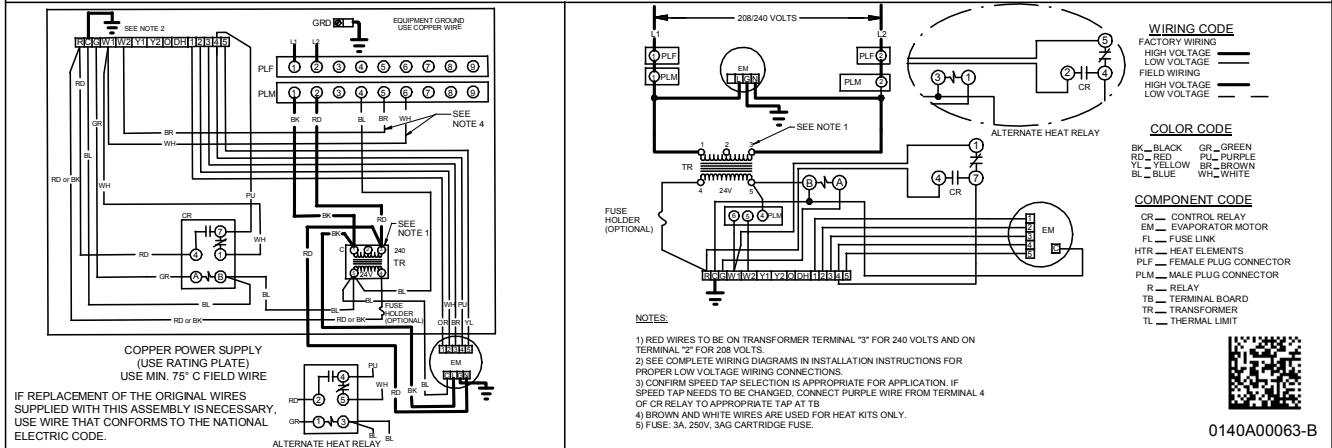 SEE NOTE 2
GRD
EQUIPMENT GROUND
USE COPPER WIRE
R C G W1 W2 Y1 Y2 O DH 1 2 3 4 5
L1 L2
PLF 1 2 3 4 5 6 7 8 9
PLM 1 2 3 4 5 6 7 8 9
BK RD BL BR WH
SEE
NOTE 4
RD
GR
BR
WH
BL
RD or BK
WH
PU
CR
7
4 1
RD
WH
GR
A B
BL
BL
BL
RD or BK
BK RD
BK
RD
SEE
NOTE 1
C 240
TR
24V
BL
BL
RD or BK
FUSE
HOLDER
(OPTIONAL)
WH PU
OR BR YL
1 2 3 4 5
EM
C L G N
RD BK BL RD
COPPER POWER SUPPLY
(USE RATING PLATE)
USE MIN. 75° C FIELD WIRE
IF REPLACEMENT OF THE ORIGINAL WIRES
SUPPLIED WITH THIS ASSEMBLY IS NECESSARY,
USE WIRE THAT CONFORMS TO THE NATIONAL
ELECTRIC CODE.
4 PU
RD 2 5 WH
GR 1 3 BL
BL
ALTERNATE HEAT RELAY
208/240 VOLTS
L1 L2
1 PLF
1 PLM
EM
L G N
PLF 2
PLM 2
SEE NOTE 1
1 2 3
TR
4 24V 5
B A
FUSE
HOLDER
(OPTIONAL)
6 5 4 PLM
1
4 7
CR
R C G W1 W2 Y1 Y2 O DH 1 2 3 4 5
1
2
3
4
5
EM
C
5
3 1 2 4
CR
ALTERNATE HEAT RELAY
NOTES:
1) RED WIRES TO BE ON TRANSFORMER TERMINAL "3" FOR 240 VOLTS AND ON
TERMINAL "2" FOR 208 VOLTS.
2) SEE COMPLETE WIRING DIAGRAMS IN INSTALLATION INSTRUCTIONS FOR
PROPER LOW VOLTAGE WIRING CONNECTIONS.
3) CONFIRM SPEED TAP SELECTION IS APPROPRIATE FOR APPLICATION. IF
SPEED TAP NEEDS TO BE CHANGED, CONNECT PURPLE WIRE FROM TERMINAL 4
OF CR RELAY TO APPROPRIATE TAP AT TB
4) BROWN AND WHITE WIRES ARE USED FOR HEAT KITS ONLY.
5) FUSE: 3A, 250V, 3AG CARTRIDGE FUSE.
WIRING CODE
FACTORY WIRING
HIGH VOLTAGE
LOW VOLTAGE
FIELD WIRING
HIGH VOLTAGE
LOW VOLTAGE
COLOR CODE
BK BLACK GR GREEN
RD RED PU PURPLE
YL YELLOW BR BROWN
BL BLUE WH WHITE
COMPONENT CODE
CR CONTROL RELAY
EM EVAPORATOR MOTOR
FL FUSE LINK
HTR HEAT ELEMENTS
PLF FEMALE PLUG CONNECTOR
PLM MALE PLUG CONNECTOR
R RELAY
TB TERMINAL BOARD
TR TRANSFORMER
TL THERMAL LIMIT
0140A00063-B